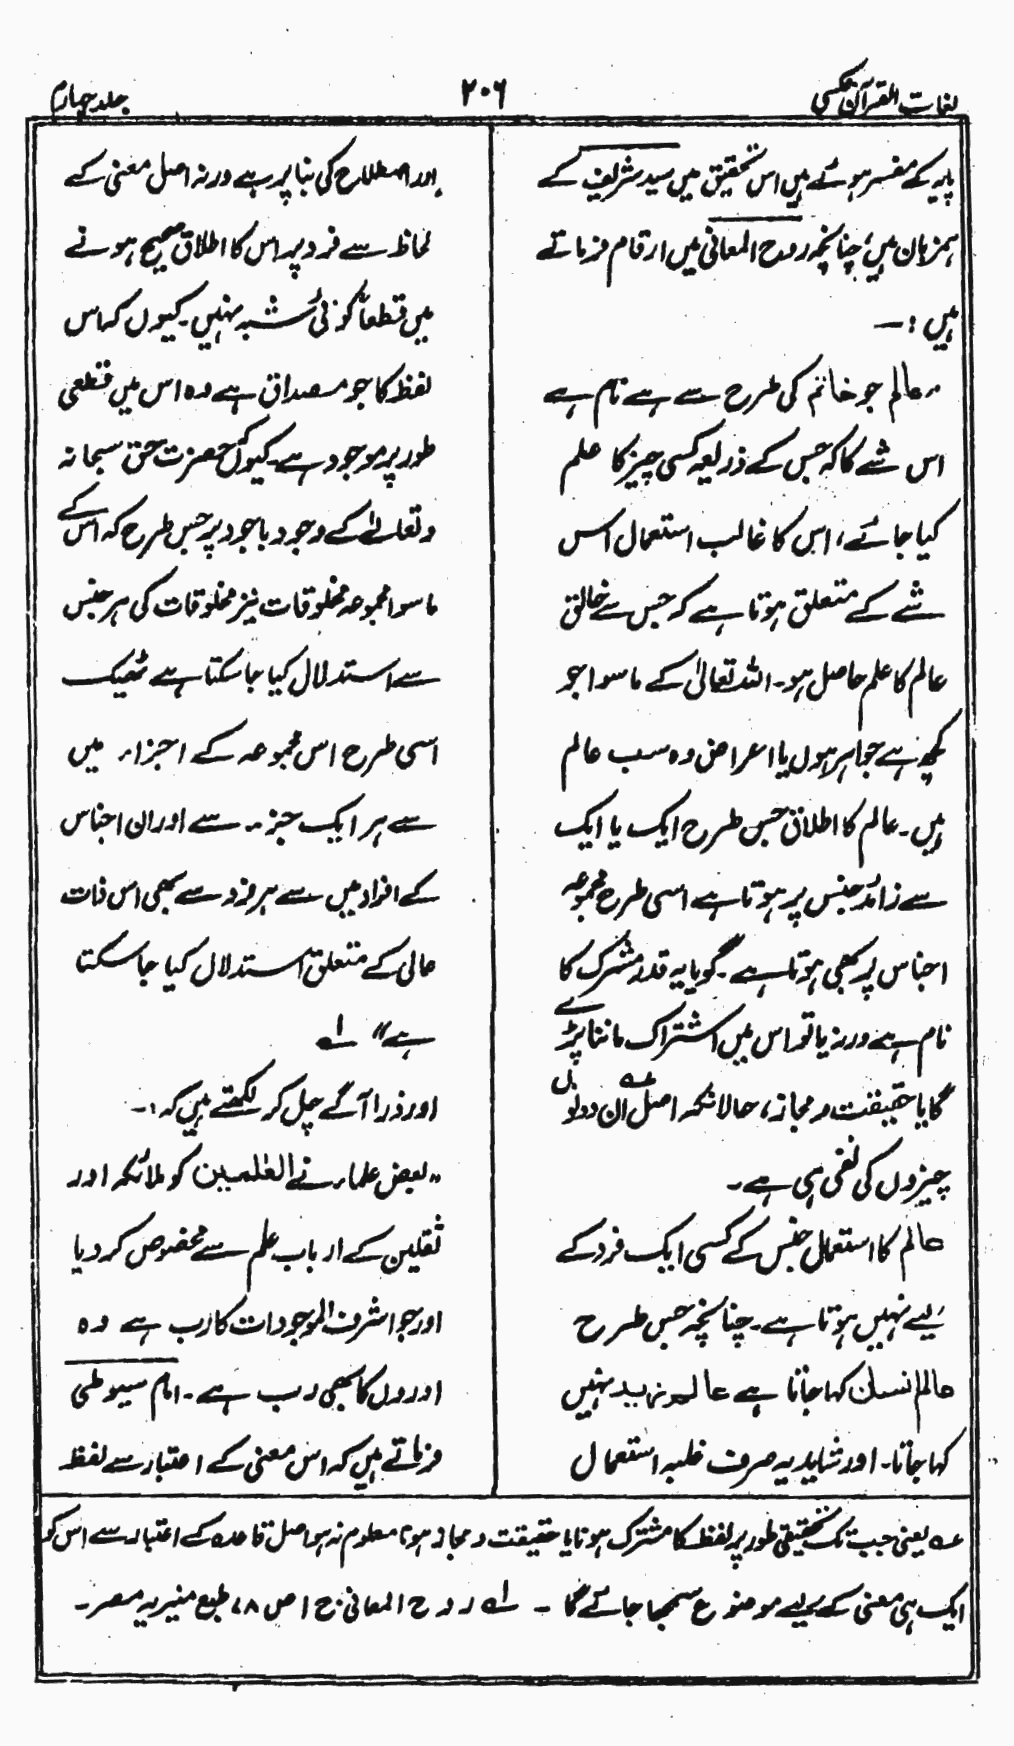 لغات القرآن عکسی
۲۰۶
جلد چہارم
پایہ کے مفسر ہوئے ہیں اس تحقیق میں سید شریف کے
ہمزبان ہیں، چنانچہ روح المعانی میں ارقام فرماتے
ہیں :—
"عالم جو خاتم کی طرح سے ہے نام ہے
اس شے کا کہ جس کے ذریعہ کسی چیز کا علم
کیا جائے، اس کا غالب استعمال اس
شے کے متعلق ہوتا ہے کہ جس سے خالق
عالم کا علم حاصل ہو۔ اللہ تعالیٰ کے ماسوا جو
کچھ ہے جواہر ہوں یا اعراض وہ سب عالم
ہیں۔ عالم کا اطلاق جس طرح ایک یا ایک
سے زائد جنس پر ہوتا ہے اسی طرح مجموعہ
اجناس پر بھی ہوتا ہے۔ گویا یہ قدر مشترک کا
نام ہے ورنہ یا تو اس میں اشتراک ماننا پڑے
گا یا حقیقت و مجاز، حالانکہ اصل عہ ان دونوں
چیزوں کی نفی ہی ہے۔
عالم کا استعمال جنس کے کسی ایک فرد کے
لیے نہیں ہوتا ہے۔ چنانچہ جس طرح
عالم انسان کہا جاتا ہے عالم زید نہیں
کہا جاتا۔ اور شاید یہ صرف غلبہ استعمال
اور اصطلاح کی بنا پر ہے ورنہ اصل معنی کے
لحاظ سے فرد پر اس کا اطلاق صحیح ہونے
میں قطعاً کوئی شبہ نہیں۔ کیوں کہ اس
لفظ کا جو مصداق ہے وہ اس میں قطعی
طور پر موجود ہے۔ کیوں کہ حضرت حق سبحانہ
وتعالےٰ کے وجود باجود پر جس طرح کہ اس کے
ماسوا مجموعہ مخلوقات نیز مخلوقات کی ہر جنس
سے استدلال کیا جا سکتا ہے ٹھیک
اسی طرح اس مجموعہ کے اجزاء میں
سے ہر ایک جزء سے اور ان اجناس
کے افراد میں سے ہر فرد سے بھی اس ذات
عالی کے متعلق استدلال کیا جا سکتا
ہے" لہ
اور ذرا آگے چل کر لکھتے ہیں کہ :-
"بعض علماء نے العٰلمین کو ملائکہ اور
ثقلین کے ارباب علم سے مخصوص کر دیا
اور جو اشرف الموجودات کا رب ہے وہ
اوروں کا بھی رب ہے۔ امام سیوطی
فرماتے ہیں کہ اس معنی کے اعتبار سے لفظ
عہ یعنی جب تک تحقیقی طور پر لفظ کا مشترک ہونا یا حقیقت و مجاز ہونا معلوم نہ ہو اصل قاعدہ کے اعتبار سے اس کو
ایک ہی معنی کے لیے موضوع سمجھا جائے گا ۔ لہ روح المعانی ج ۱ ص ۷۸، طبع منیریہ مصر۔